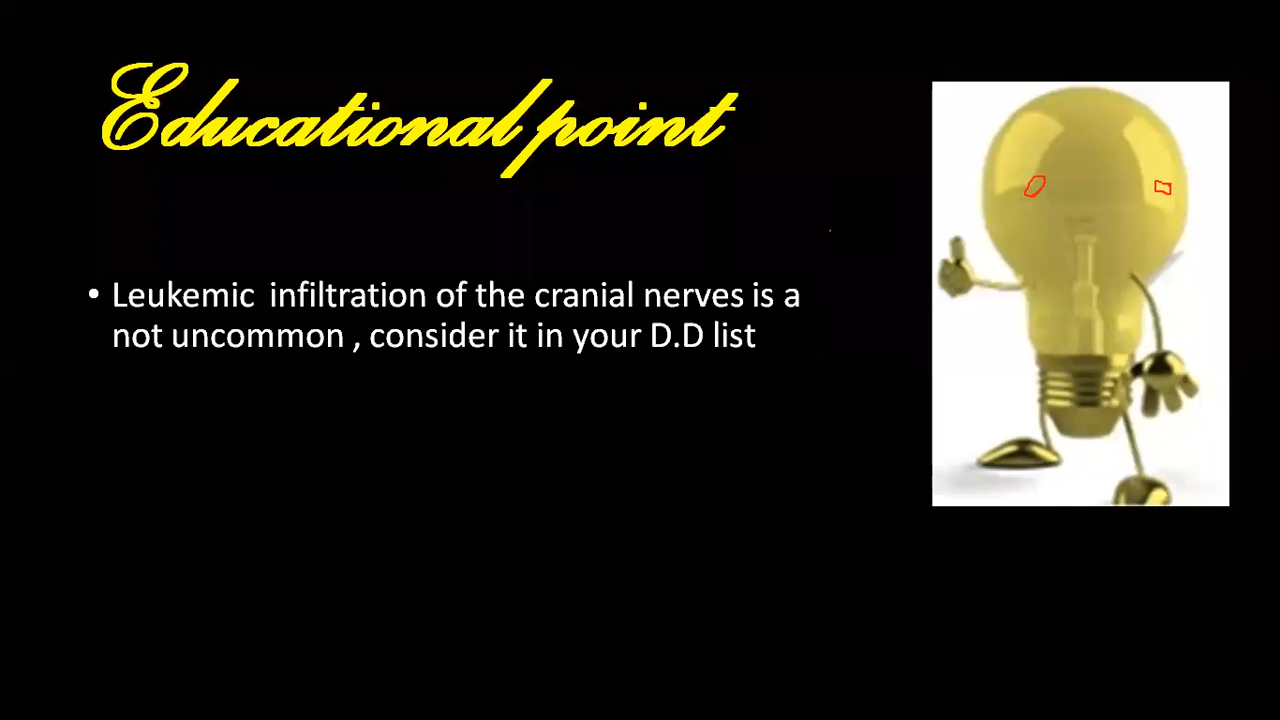 Educational point
• Leukemic infiltration of the cranial nerves is a
not uncommon , consider it in your D.D list